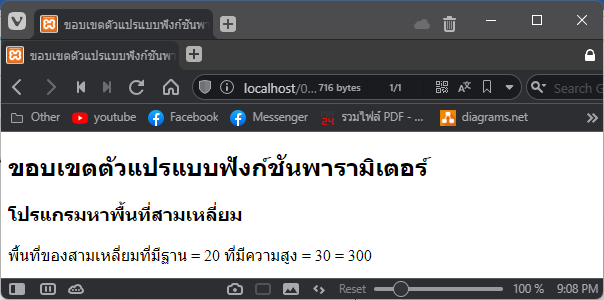 ขอบเขตตัวแปรแบบฟังก์ชันพา
ขอบเขตตัวแปรแบบฟังก์ชันพา
localhost/0... 716 bytes 1/1 Search G
Other youtube Facebook Messenger รวมไฟล์ PDF - ... diagrams.net
ขอบเขตตัวแปรแบบฟังก์ชันพารามิเตอร์
โปรแกรมหาพื้นที่สามเหลี่ยม
พื้นที่ของสามเหลี่ยมที่มีฐาน = 20 ที่มีความสูง = 30 = 300
Reset 100 % 9:08 PM